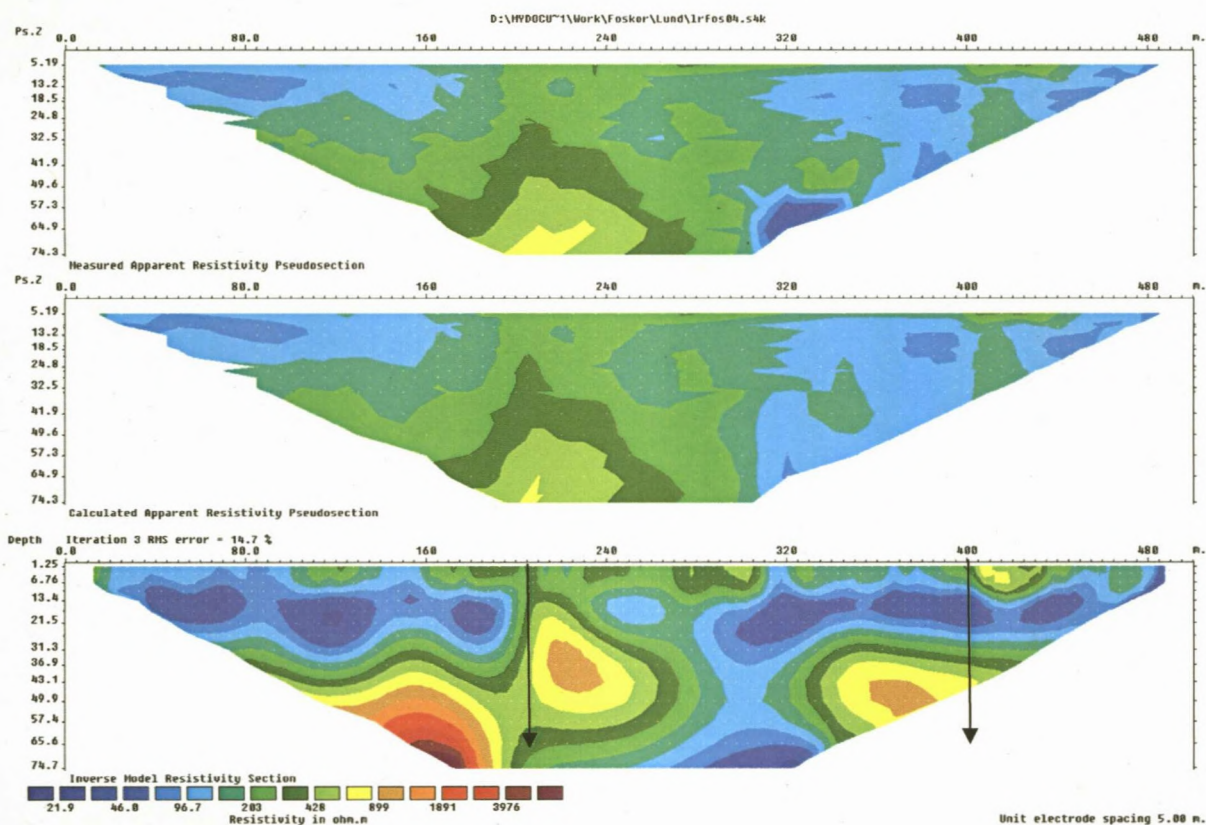 D:\MYDOCU~1\Work\Fosker\Lund\lrfos04.s4k
Ps.Z 0.0 80.0 160 240 320 400 480 m.
5.19
13.2
18.5
24.8
32.5
41.9
49.6
57.3
64.9
74.3
Measured Apparent Resistivity Pseudosection
Ps.Z 0.0 80.0 160 240 320 400 480 m.
5.19
13.2
18.5
24.8
32.5
41.9
49.6
57.3
64.9
74.3
Calculated Apparent Resistivity Pseudosection
Depth Iteration 3 RMS error = 14.7 %
0.0 80.0 160 240 320 400 480 m.
1.25
6.76
13.4
21.5
31.3
36.9
43.1
49.9
57.4
65.6
74.7
Inverse Model Resistivity Section
21.9 46.0 96.7 203 428 899 1891 3976
Resistivity in ohm.m
Unit electrode spacing 5.00 m.